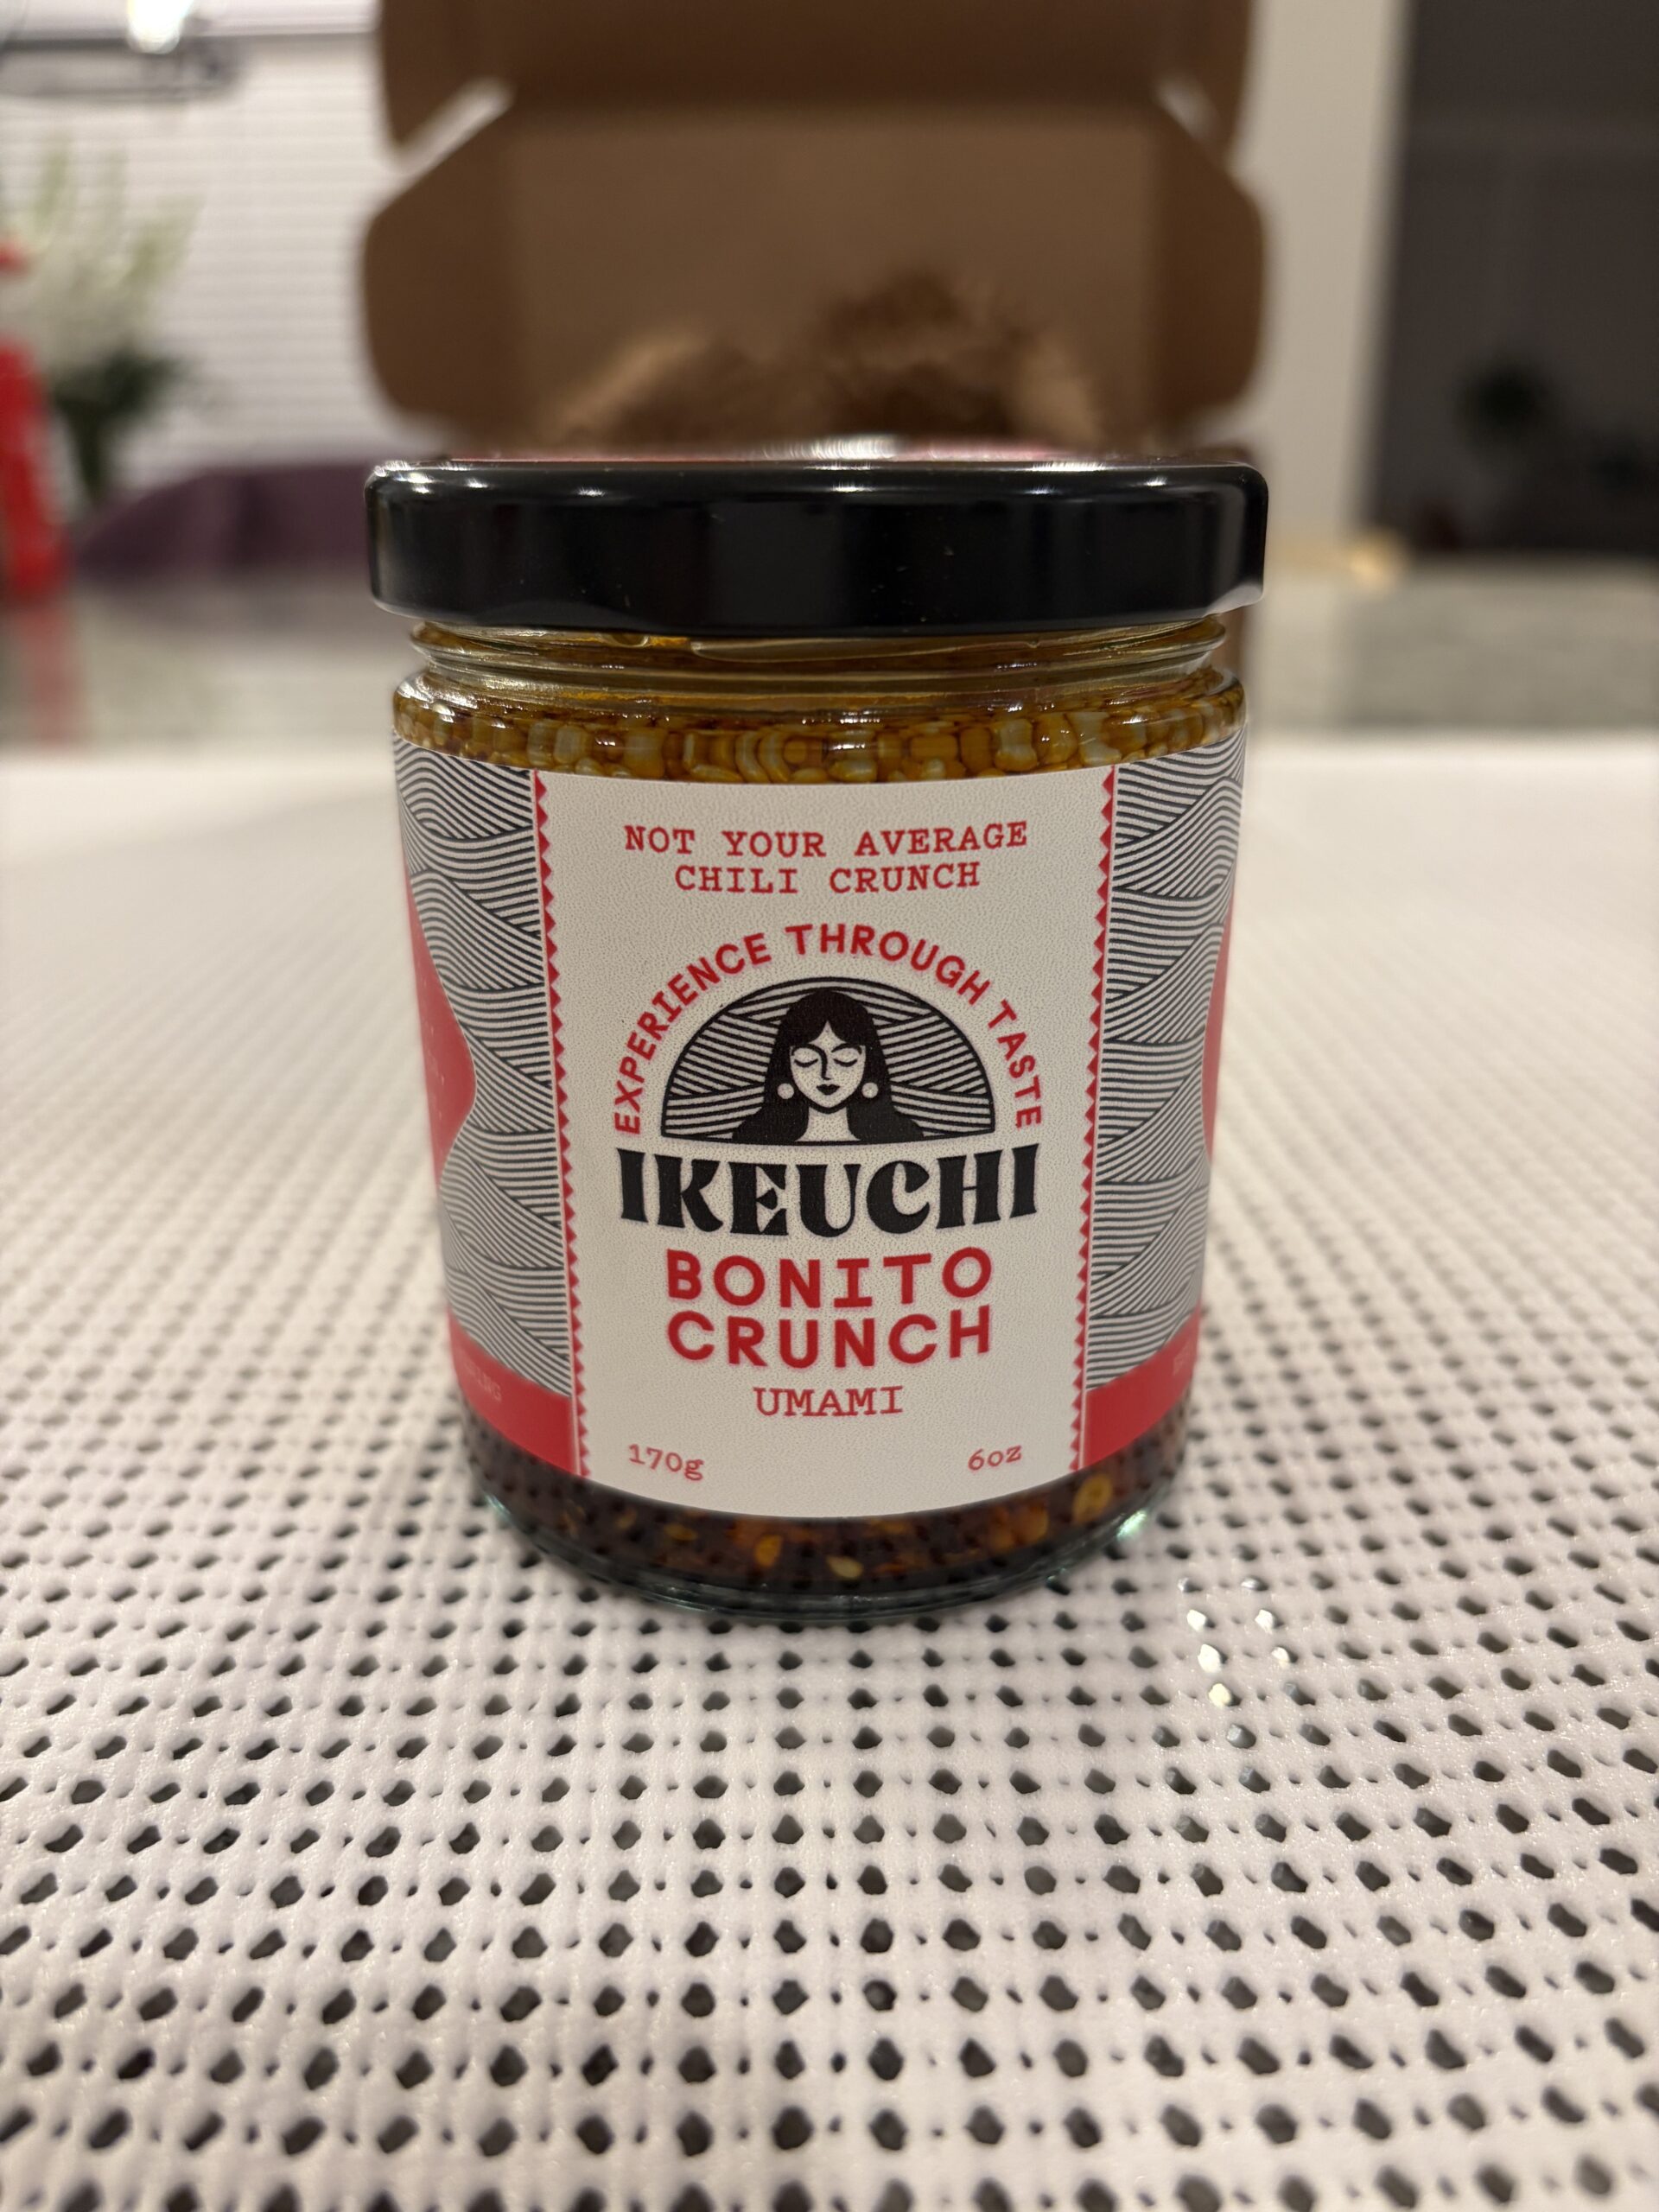 NOT YOUR AVERAGE
CHILI CRUNCH
EXPERIENCE THROUGH TASTE
IKEUCHI
BONITO
CRUNCH
UMAMI
170g 6oz